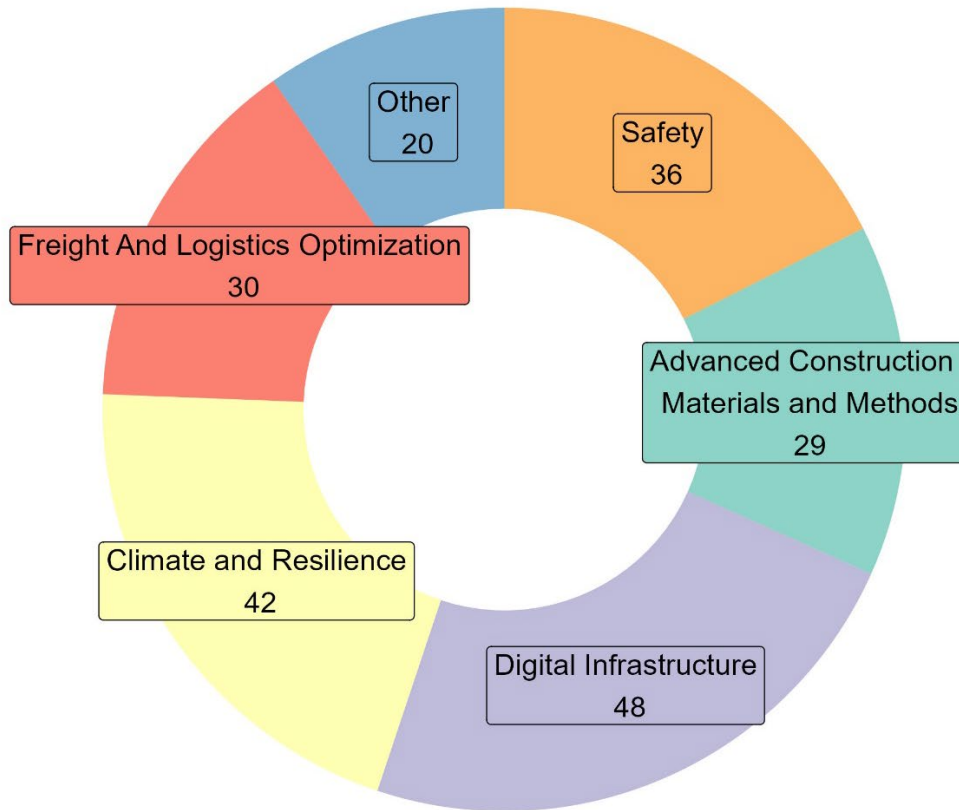 Other
20
Safety
36
Freight And Logistics Optimization
30
Advanced Construction
Materials and Methods
29
Climate and Resilience
42
Digital Infrastructure
48